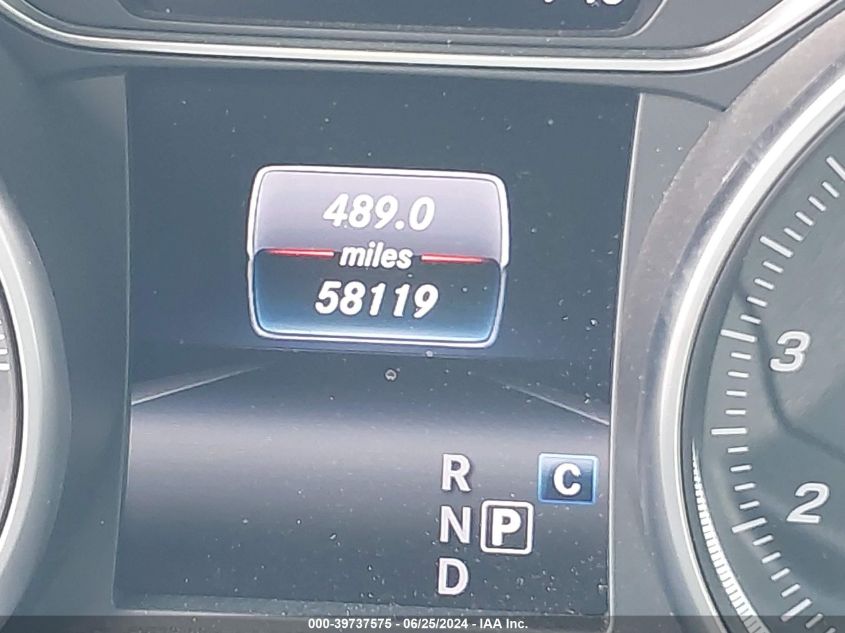 489.0
miles
58119
3
R
C
N P
2
D
000-39737575 - 06/25/2024 - IAA Inc.